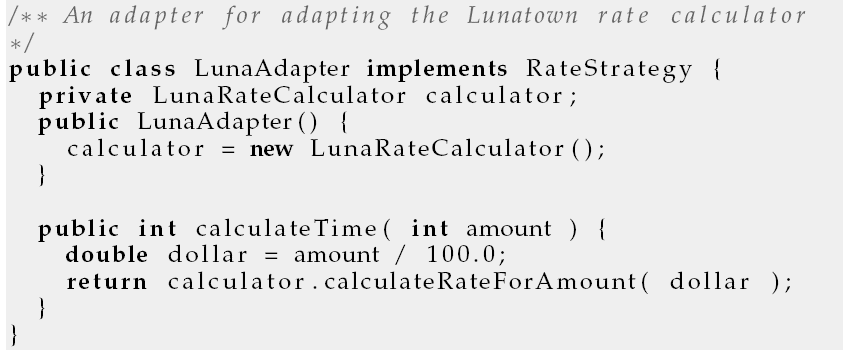 /** An adapter for adapting the Lunatown rate calculator
*/
public class LunaAdapter implements RateStrategy {
  private LunaRateCalculator calculator;
  public LunaAdapter() {
    calculator = new LunaRateCalculator();
  }

  public int calculateTime( int amount ) {
    double dollar = amount / 100.0;
    return calculator.calculateRateForAmount( dollar );
  }
}